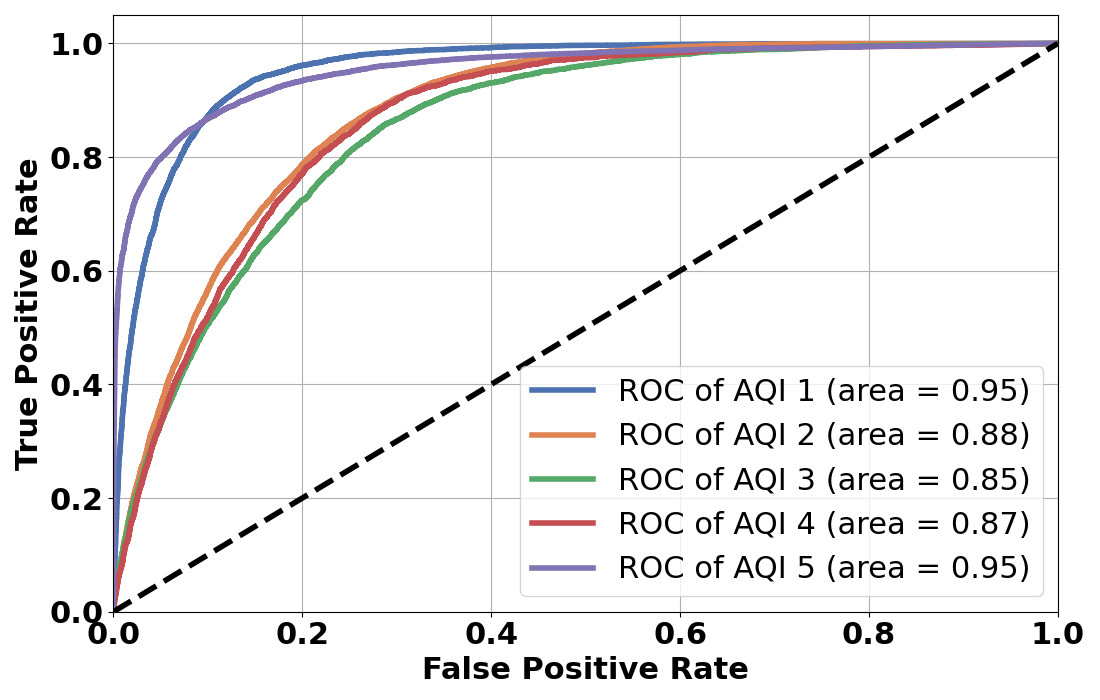 1.0
0.8
0.6
0.4
0.2
0.0
True Positive Rate
ROC of AQI 1 (area = 0.95)
ROC of AQI 2 (area = 0.88)
ROC of AQI 3 (area = 0.85)
ROC of AQI 4 (area = 0.87)
ROC of AQI 5 (area = 0.95)
0.0 0.2 0.4 0.6 0.8 1.0
False Positive Rate